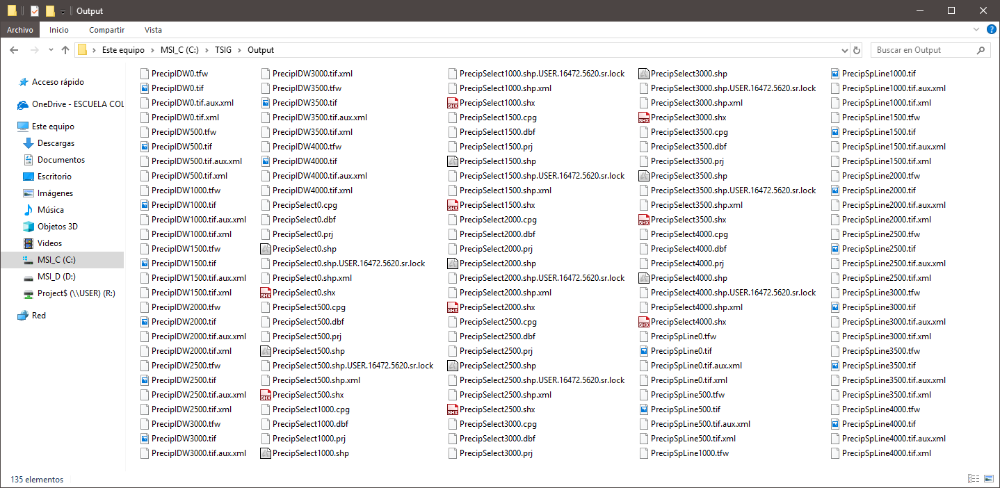 Output
Archivo
Inicio
Compartir
Vista
Este equipo
MSI_C (C:)
TSIG
Output
Buscar en Output
Acceso rápido
OneDrive - ESCUELA COL
Este equipo
Descargas
Documentos
Escritorio
Imágenes
Música
Objetos 3D
Videos
MSI_C (C:)
MSI_D (D:)
Project$ (\\USER) (R:)
Red
PrecipIDW0.tfw
PrecipIDW0.tif
PrecipIDW0.tif.aux.xml
PrecipIDW0.tif.xml
PrecipIDW500.tfw
PrecipIDW500.tif
PrecipIDW500.tif.aux.xml
PrecipIDW500.tif.xml
PrecipIDW1000.tfw
PrecipIDW1000.tif
PrecipIDW1000.tif.aux.xml
PrecipIDW1000.tif.xml
PrecipIDW1500.tfw
PrecipIDW1500.tif
PrecipIDW1500.tif.aux.xml
PrecipIDW1500.tif.xml
PrecipIDW2000.tfw
PrecipIDW2000.tif
PrecipIDW2000.tif.aux.xml
PrecipIDW2000.tif.xml
PrecipIDW2500.tfw
PrecipIDW2500.tif
PrecipIDW2500.tif.aux.xml
PrecipIDW2500.tif.xml
PrecipIDW3000.tfw
PrecipIDW3000.tif
PrecipIDW3000.tif.aux.xml
PrecipIDW3000.tif.xml
PrecipIDW3500.tfw
PrecipIDW3500.tif
PrecipIDW3500.tif.aux.xml
PrecipIDW3500.tif.xml
PrecipIDW4000.tfw
PrecipIDW4000.tif
PrecipIDW4000.tif.aux.xml
PrecipIDW4000.tif.xml
PrecipSelect0.cpg
PrecipSelect0.dbf
PrecipSelect0.prj
PrecipSelect0.shp
PrecipSelect0.shp.USER.16472.5620.sr.lock
PrecipSelect0.shp.xml
PrecipSelect0.shx
PrecipSelect500.cpg
PrecipSelect500.dbf
PrecipSelect500.prj
PrecipSelect500.shp
PrecipSelect500.shp.USER.16472.5620.sr.lock
PrecipSelect500.shp.xml
PrecipSelect500.shx
PrecipSelect1000.cpg
PrecipSelect1000.dbf
PrecipSelect1000.prj
PrecipSelect1000.shp
PrecipSelect1000.shp.USER.16472.5620.sr.lock
PrecipSelect1000.shp.xml
PrecipSelect1000.shx
PrecipSelect1500.cpg
PrecipSelect1500.dbf
PrecipSelect1500.prj
PrecipSelect1500.shp
PrecipSelect1500.shp.USER.16472.5620.sr.lock
PrecipSelect1500.shp.xml
PrecipSelect1500.shx
PrecipSelect2000.cpg
PrecipSelect2000.dbf
PrecipSelect2000.prj
PrecipSelect2000.shp
PrecipSelect2000.shp.USER.16472.5620.sr.lock
PrecipSelect2000.shp.xml
PrecipSelect2000.shx
PrecipSelect2500.cpg
PrecipSelect2500.dbf
PrecipSelect2500.prj
PrecipSelect2500.shp
PrecipSelect2500.shp.USER.16472.5620.sr.lock
PrecipSelect2500.shp.xml
PrecipSelect2500.shx
PrecipSelect3000.cpg
PrecipSelect3000.dbf
PrecipSelect3000.prj
PrecipSelect3000.shp
PrecipSelect3000.shp.USER.16472.5620.sr.lock
PrecipSelect3000.shp.xml
PrecipSelect3000.shx
PrecipSelect3500.cpg
PrecipSelect3500.dbf
PrecipSelect3500.prj
PrecipSelect3500.shp
PrecipSelect3500.shp.USER.16472.5620.sr.lock
PrecipSelect3500.shp.xml
PrecipSelect3500.shx
PrecipSelect4000.cpg
PrecipSelect4000.dbf
PrecipSelect4000.prj
PrecipSelect4000.shp
PrecipSelect4000.shp.USER.16472.5620.sr.lock
PrecipSelect4000.shp.xml
PrecipSelect4000.shx
PrecipSpLine0.tfw
PrecipSpLine0.tif
PrecipSpLine0.tif.aux.xml
PrecipSpLine0.tif.xml
PrecipSpLine500.tfw
PrecipSpLine500.tif
PrecipSpLine500.tif.aux.xml
PrecipSpLine500.tif.xml
PrecipSpLine1000.tfw
PrecipSpLine1000.tif
PrecipSpLine1000.tif.aux.xml
PrecipSpLine1000.tif.xml
PrecipSpLine1500.tfw
PrecipSpLine1500.tif
PrecipSpLine1500.tif.aux.xml
PrecipSpLine1500.tif.xml
PrecipSpLine2000.tfw
PrecipSpLine2000.tif
PrecipSpLine2000.tif.aux.xml
PrecipSpLine2000.tif.xml
PrecipSpLine2500.tfw
PrecipSpLine2500.tif
PrecipSpLine2500.tif.aux.xml
PrecipSpLine2500.tif.xml
PrecipSpLine3000.tfw
PrecipSpLine3000.tif
PrecipSpLine3000.tif.aux.xml
PrecipSpLine3000.tif.xml
PrecipSpLine3500.tfw
PrecipSpLine3500.tif
PrecipSpLine3500.tif.aux.xml
PrecipSpLine3500.tif.xml
PrecipSpLine4000.tfw
PrecipSpLine4000.tif
PrecipSpLine4000.tif.aux.xml
PrecipSpLine4000.tif.xml
135 elementos